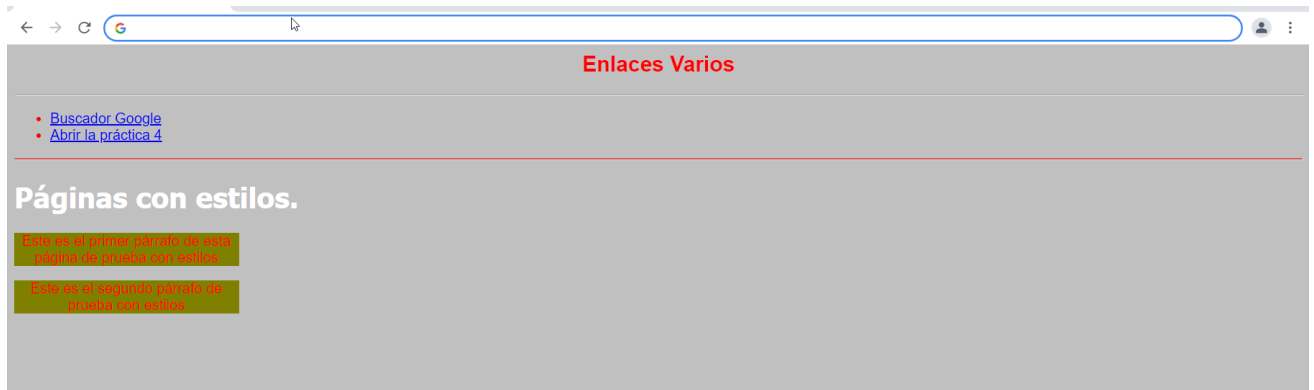 Enlaces Varios
Buscador Google
Abrir la práctica 4
Páginas con estilos.
Este es el primer párrafo de esta
página de prueba con estilos
Este es el segundo párrafo de
prueba con estilos